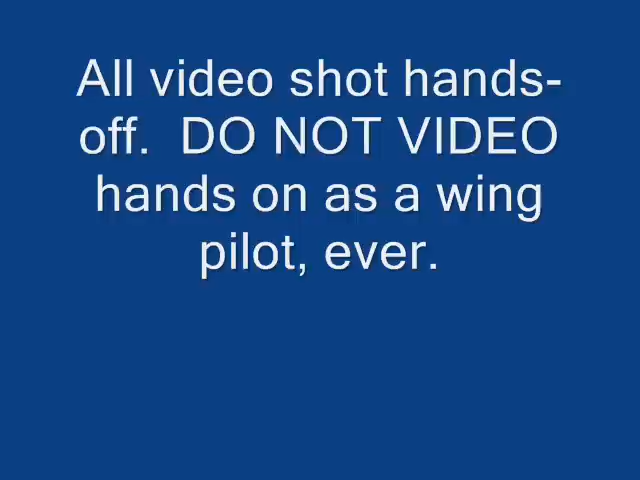 All video shot hands-
off.  DO NOT VIDEO
hands on as a wing
pilot, ever.